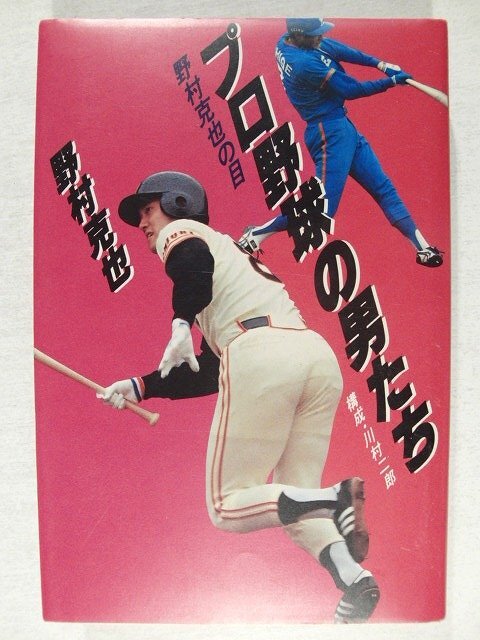 プロ野球の男たち
野村克也の目
野村克也
構成・川村二郎